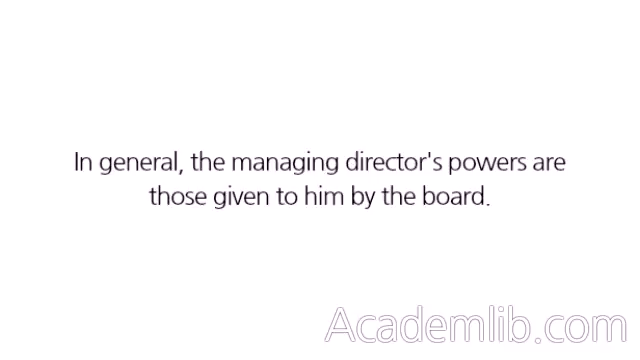 In general, the managing director's powers are
those given to him by the board.
Academlib.com